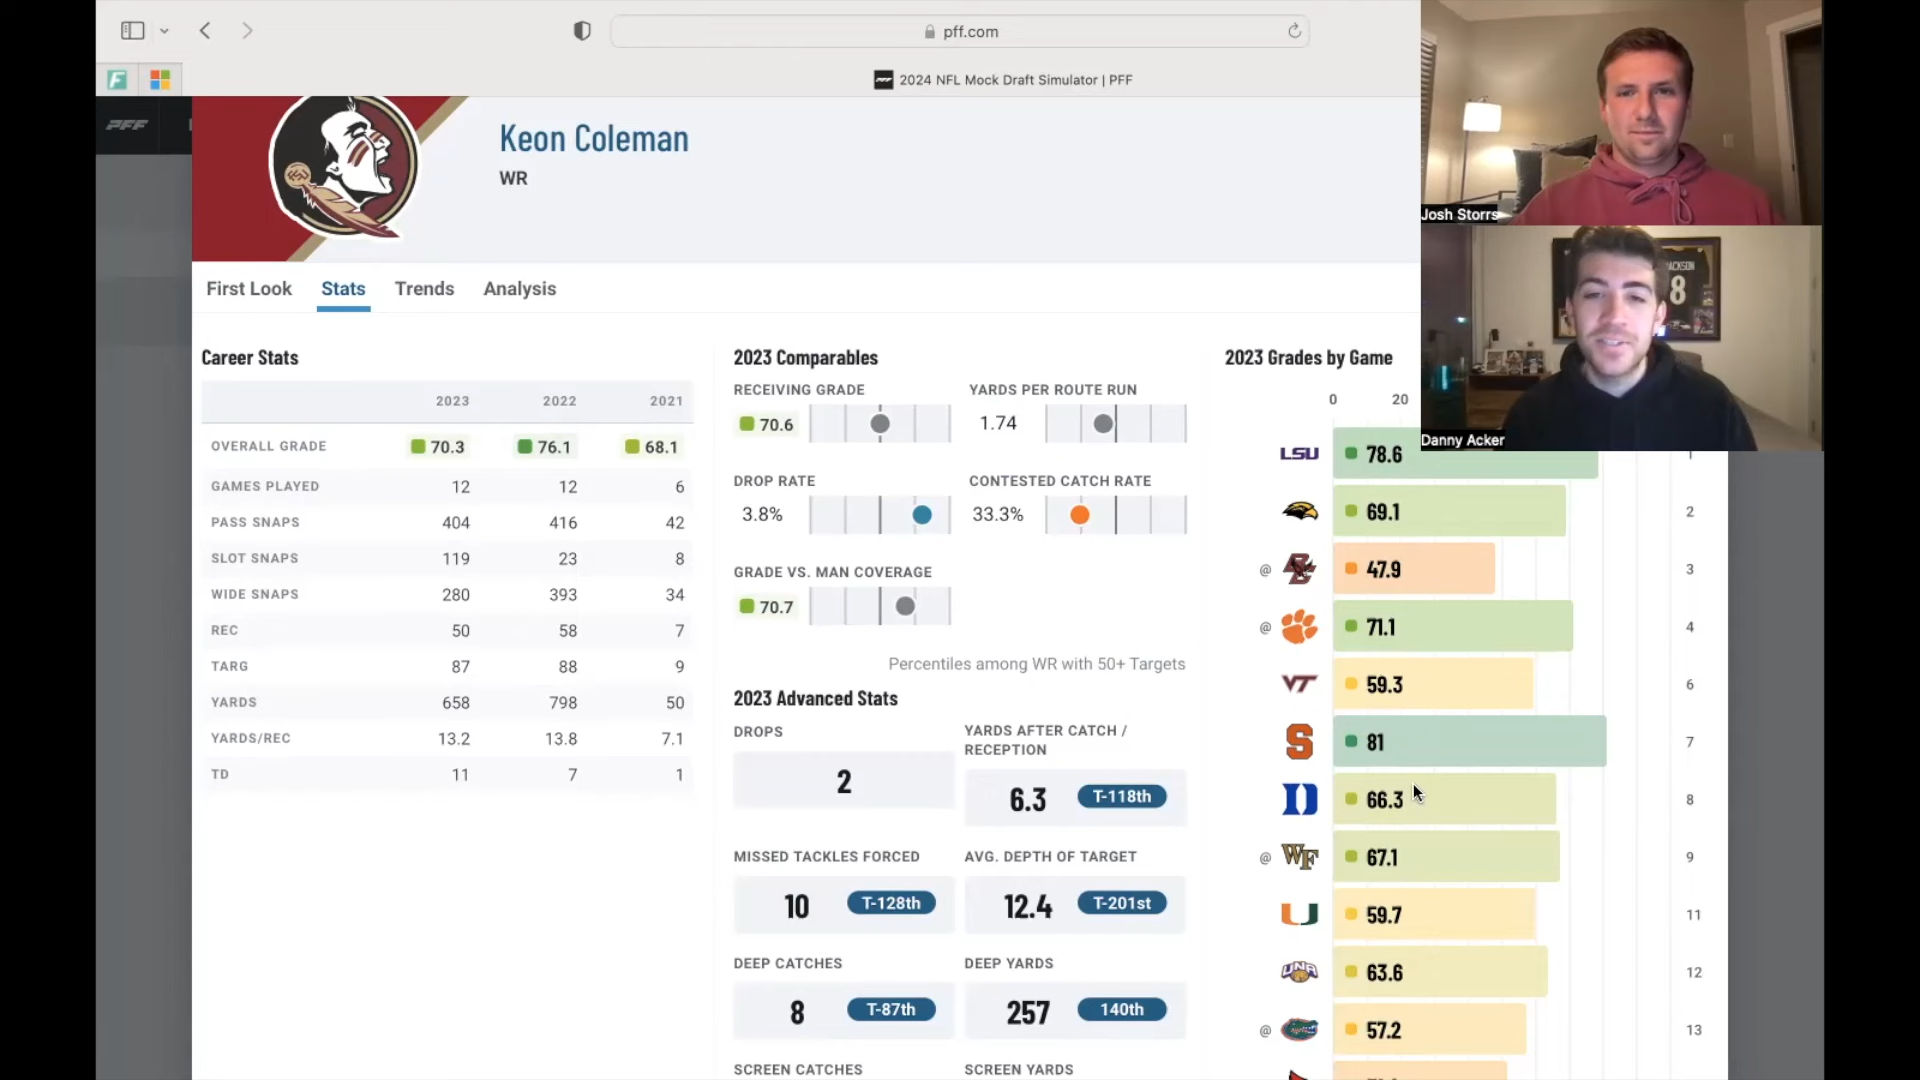 pff.com
2024 NFL Mock Draft Simulator | PFF
PFF
Keon Coleman
WR
Josh Storrs
JACKSON
8
Danny Acker
First Look Stats Trends Analysis
Career Stats
2023 2022 2021
OVERALL GRADE 70.3 76.1 68.1
GAMES PLAYED 12 12 6
PASS SNAPS 404 416 42
SLOT SNAPS 119 23 8
WIDE SNAPS 280 393 34
REC 50 58 7
TARG 87 88 9
YARDS 658 798 50
YARDS/REC 13.2 13.8 7.1
TD 11 7 1
2023 Comparables
RECEIVING GRADE YARDS PER ROUTE RUN
70.6 1.74
DROP RATE CONTESTED CATCH RATE
3.8% 33.3%
GRADE VS. MAN COVERAGE
70.7
Percentiles among WR with 50+ Targets
2023 Advanced Stats
DROPS YARDS AFTER CATCH /
RECEPTION
2 6.3 T-118th
MISSED TACKLES FORCED AVG. DEPTH OF TARGET
10 T-128th 12.4 T-201st
DEEP CATCHES DEEP YARDS
8 T-87th 257 140th
SCREEN CATCHES SCREEN YARDS
2023 Grades by Game
0 20
LSU 78.6 1
69.1 2
@ BC 47.9 3
@ 71.1 4
VT 59.3 6
S 81 7
D 66.3 8
@ WF 67.1 9
U 59.7 11
UNA 63.6 12
@ 57.2 13